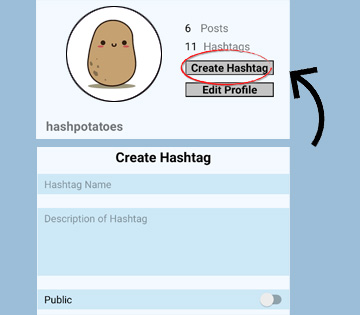 6 Posts
11 Hashtags
Create Hashtag
Edit Profile
hashpotatoes
Create Hashtag
Hashtag Name
Description of Hashtag
Public